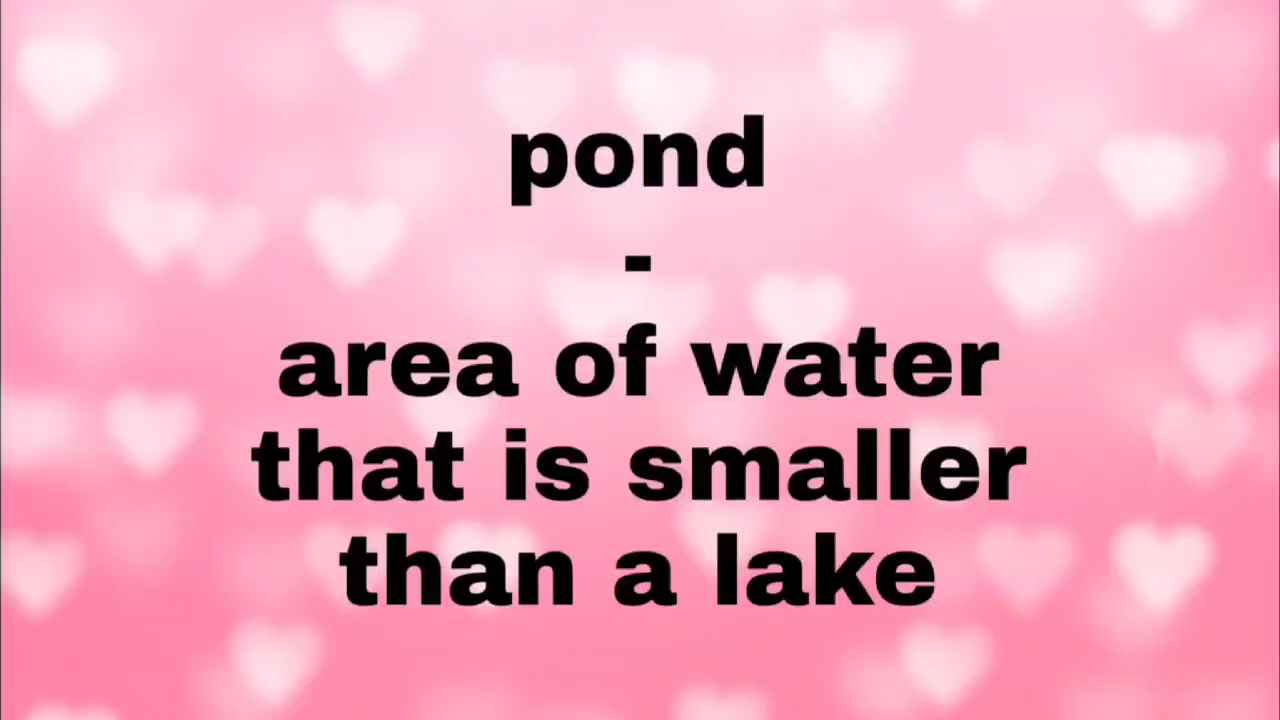 pond
-
area of water
that is smaller
than a lake